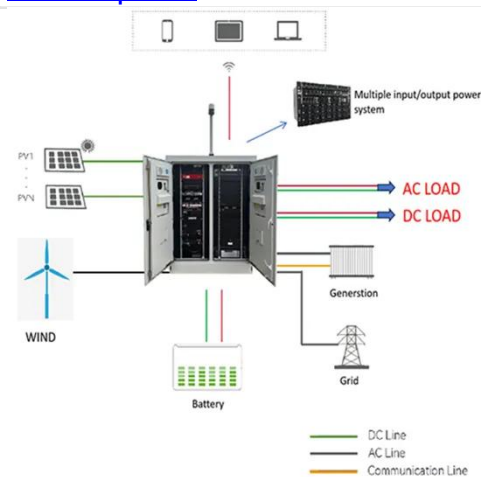 Multiple input/output power
system
PV1
PVN
AC LOAD
DC LOAD
Generstion
WIND
Grid
Battery
DC Line
AC Line
Communication Line